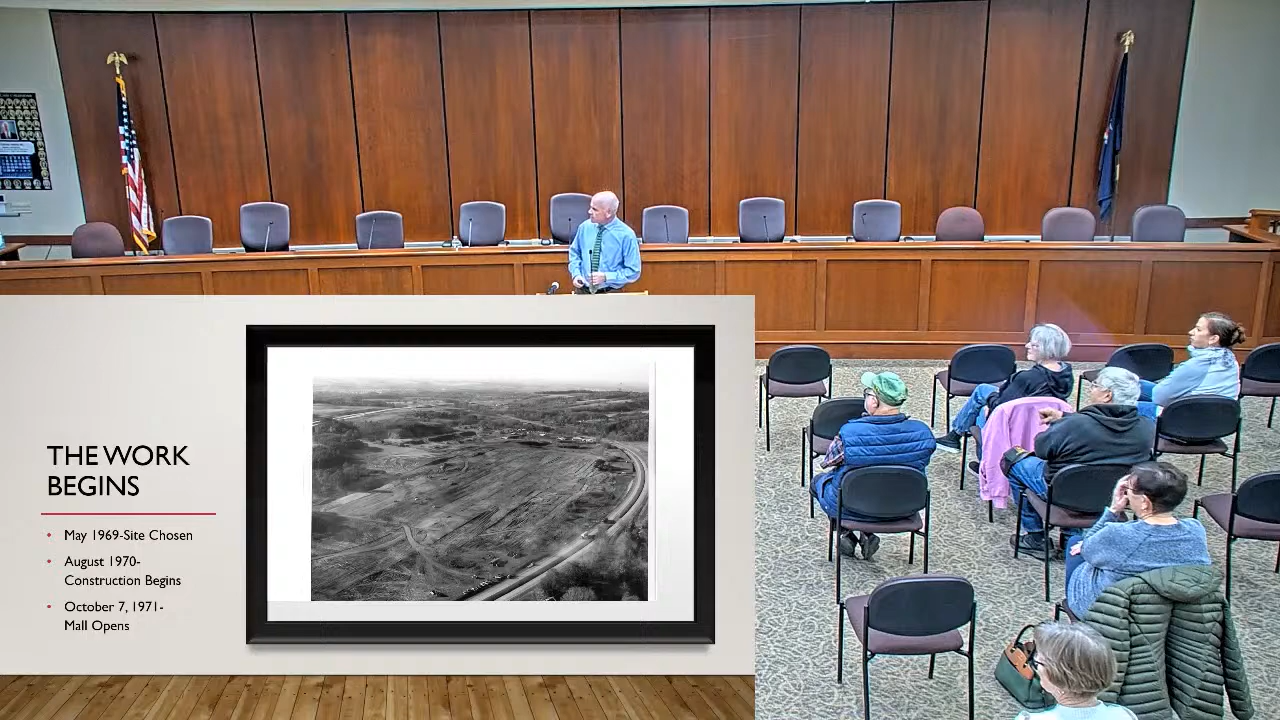 THE WORK
BEGINS
• May 1969-Site Chosen
• August 1970-
Construction Begins
• October 7, 1971-
Mall Opens